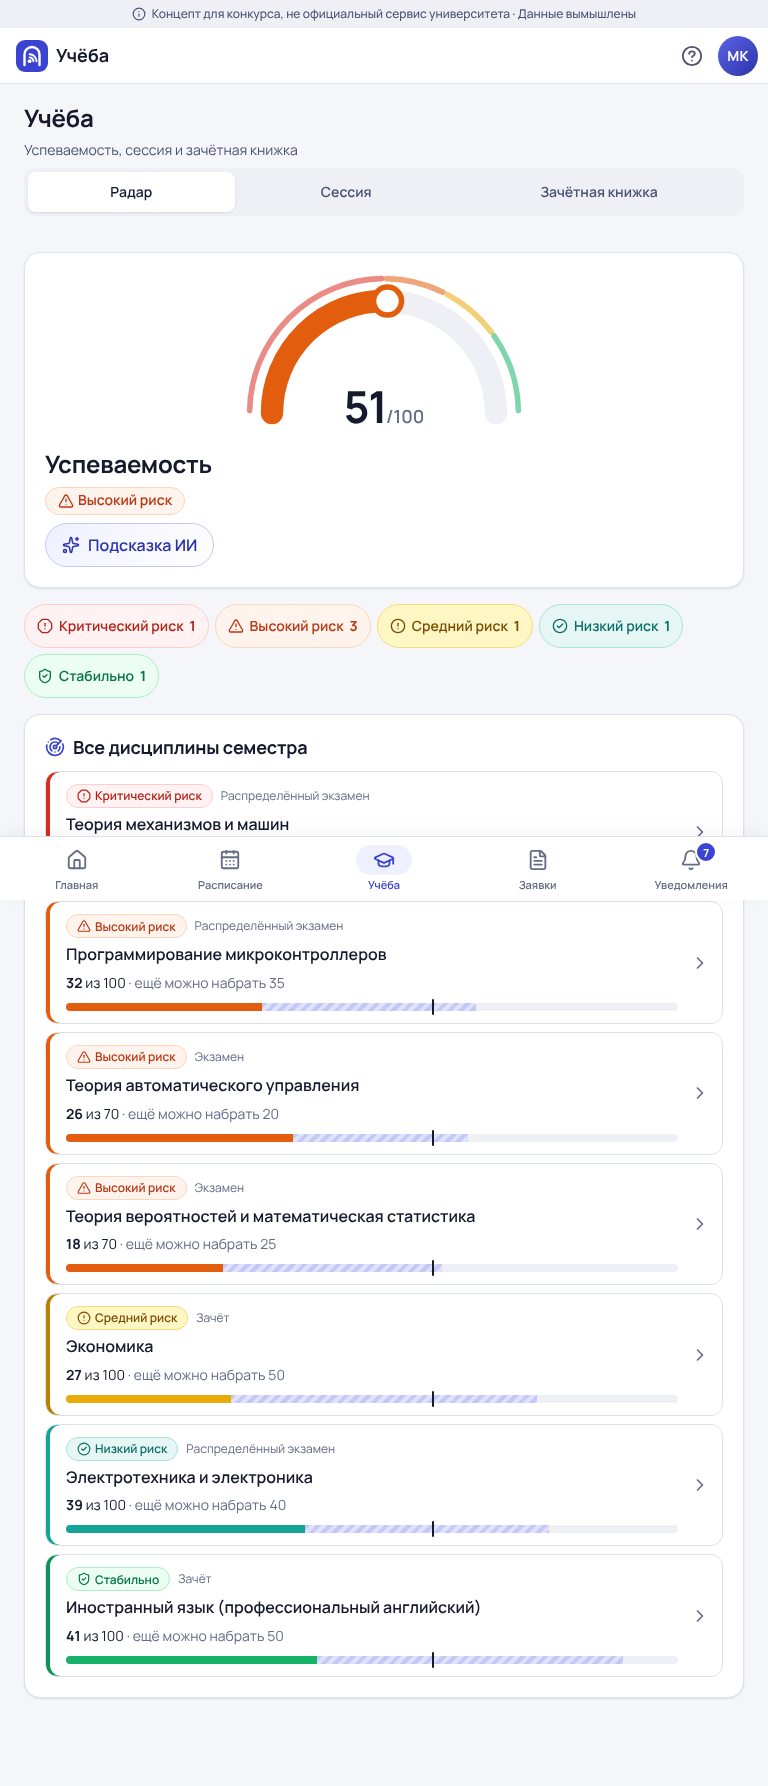 Концепт для конкурса, не официальный сервис университета · Данные вымышлены
Учёба
МК
Учёба
Успеваемость, сессия и зачётная книжка
Радар
Сессия
Зачётная книжка
51/100
Успеваемость
Высокий риск
Подсказка ИИ
Критический риск 1
Высокий риск 3
Средний риск 1
Низкий риск 1
Стабильно 1
Все дисциплины семестра
Критический риск Распределённый экзамен
Теория механизмов и машин
Главная
Расписание
Учёба
Заявки
7
Уведомления
Высокий риск Распределённый экзамен
Программирование микроконтроллеров
32 из 100 · ещё можно набрать 35
Высокий риск Экзамен
Теория автоматического управления
26 из 70 · ещё можно набрать 20
Высокий риск Экзамен
Теория вероятностей и математическая статистика
18 из 70 · ещё можно набрать 25
Средний риск Зачёт
Экономика
27 из 100 · ещё можно набрать 50
Низкий риск Распределённый экзамен
Электротехника и электроника
39 из 100 · ещё можно набрать 40
Стабильно Зачёт
Иностранный язык (профессиональный английский)
41 из 100 · ещё можно набрать 50